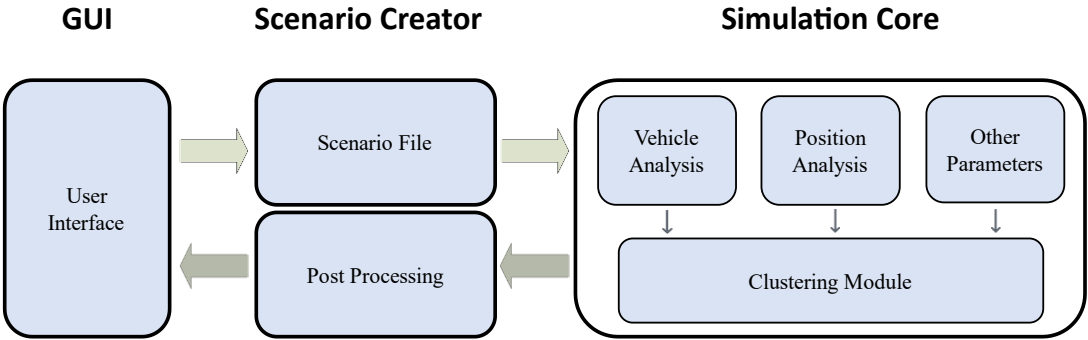 GUI
Scenario Creator
Simulation Core
User
Interface
Scenario File
Post Processing
Vehicle
Analysis
Position
Analysis
Other
Parameters
Clustering Module